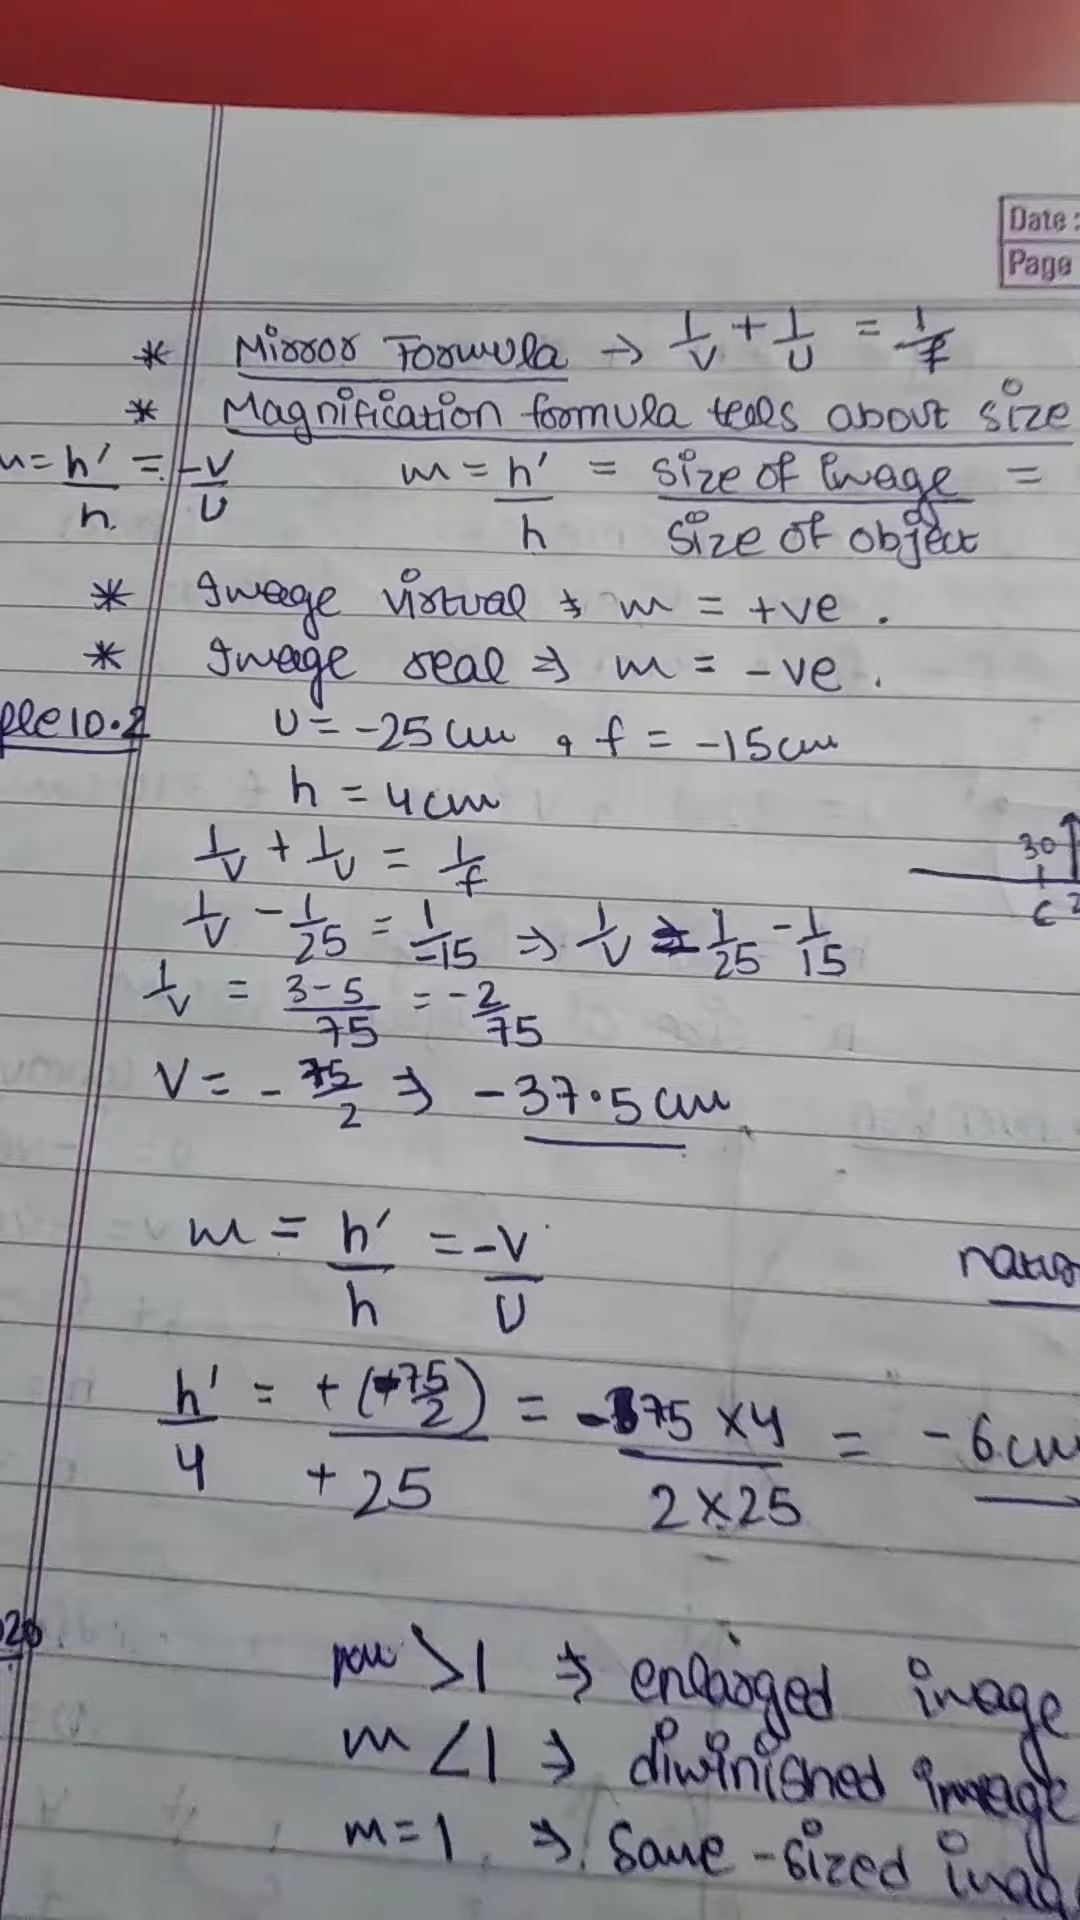 Date :
Page
* Mirror Formula → 1/v + 1/u = 1/f
* Magnification formula tells about size
m = h'/h = -v/u
m = h'/h = size of image / size of object =
* Image virtual ⇒ m = +ve .
* Image real ⇒ m = -ve .
ple 10.2
u = -25 cm , f = -15 cm
h = 4 cm
1/v + 1/u = 1/f
30
C
1/v - 1/25 = 1/-15 ⇒ 1/v = 1/25 - 1/15
1/v = 3-5/75 = -2/75
v = - 75/2 ⇒ -37.5 cm
m = h'/h = -v/u
h'/4 = +(-75/2)/+25 = -75 x 4/2 x 25 = - 6 cm
m > 1 ⇒ enlarged image
m < 1 ⇒ diminished image
m = 1 ⇒ Same - sized imag